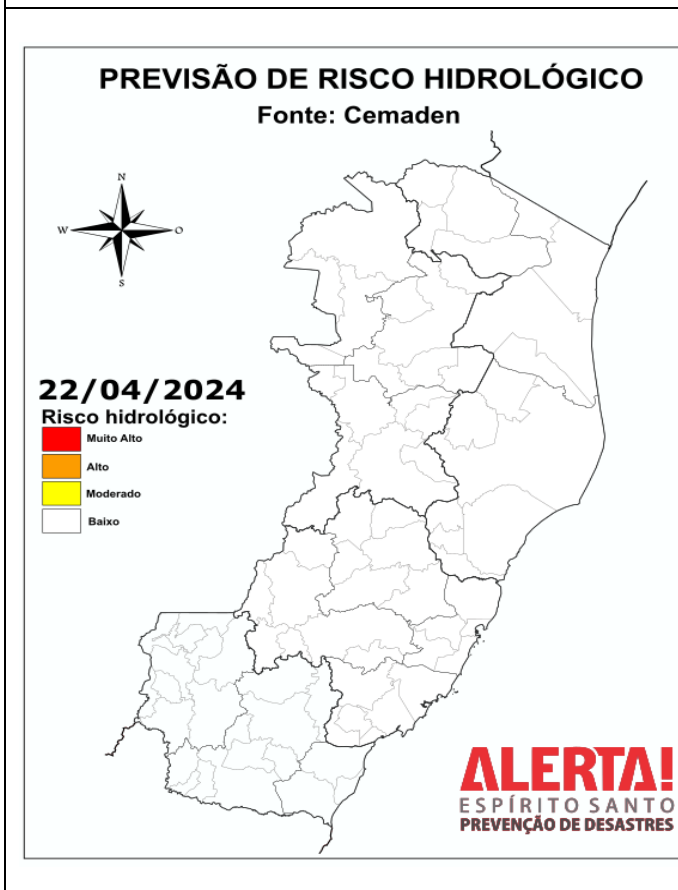 PREVISÃO DE RISCO HIDROLÓGICO
Fonte: Cemaden
N
W
O
S
22/04/2024
Risco hidrológico:
Muito Alto
Alto
Moderado
Baixo
ALERTA!
ESPÍRITO SANTO
PREVENÇÃO DE DESASTRES